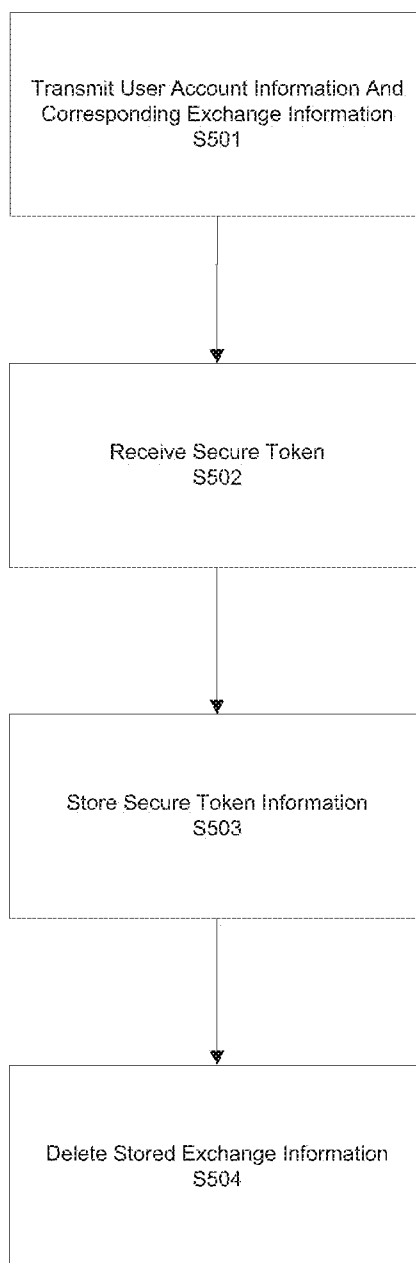 Transmit User Account Information And
Corresponding Exchange Information
S501
Receive Secure Token
S502
Store Secure Token Information
S503
Delete Stored Exchange Information
S504